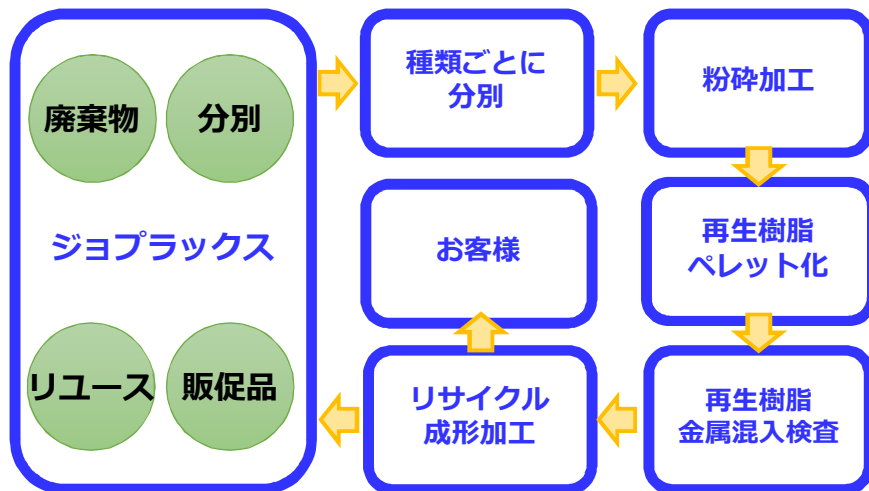 廃棄物
分別
ジョプラックス
リユース
販促品
種類ごとに
分別
粉砕加工
再生樹脂
ペレット化
再生樹脂
金属混入検査
リサイクル
成形加工
お客様